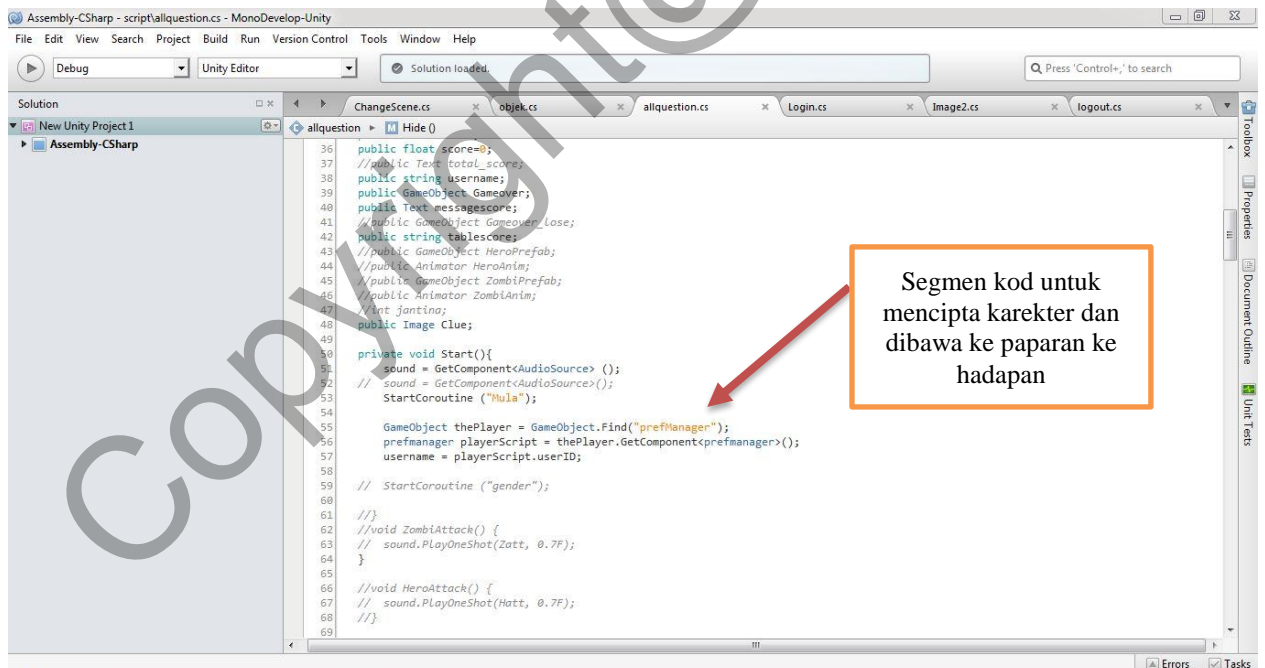 Assembly-CSharp - script\allquestion.cs - MonoDevelop-Unity
File Edit View Search Project Build Run Version Control Tools Window Help
Debug Unity Editor Solution loaded. Press 'Control+,' to search
Solution
ChangeScene.cs objek.cs allquestion.cs Login.cs Image2.cs logout.cs
New Unity Project 1
Assembly-CSharp
allquestion Hide ()
36 public float score=0;
37 //public Text total_score;
38 public string username;
39 public GameObject Gameover;
40 public Text messagescore;
41 //public GameObject Gameover_lose;
42 public string tablescore;
43 //public GameObject HeroPrefab;
44 //public Animator HeroAnim;
45 //public GameObject ZombiPrefab;
46 //public Animator ZombiAnim;
47 //int jantina;
48 public Image Clue;
49
50 private void Start(){
51 sound = GetComponent<AudioSource> ();
52 // sound = GetComponent<AudioSource>();
53 StartCoroutine ("Mula");
54
55 GameObject thePlayer = GameObject.Find("prefManager");
56 prefmanager playerScript = thePlayer.GetComponent<prefmanager>();
57 username = playerScript.userID;
58
59 // StartCoroutine ("gender");
60
61 //}
62 //void ZombiAttack() {
63 // sound.PlayOneShot(Zatt, 0.7F);
64 }
65
66 //void HeroAttack() {
67 // sound.PlayOneShot(Hatt, 0.7F);
68 //}
69
Segmen kod untuk
mencipta karekter dan
dibawa ke paparan ke
hadapan
Toolbox
Properties
Document Outline
Unit Tests
Errors Tasks
Copyright@